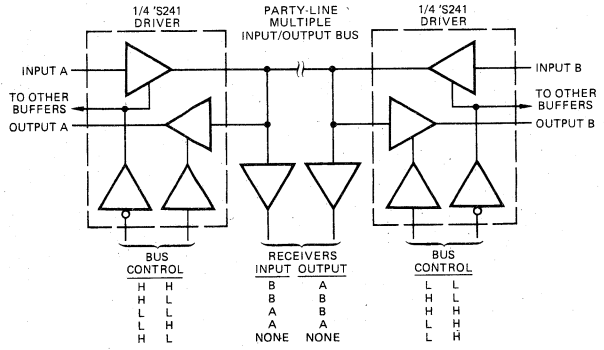 1/4 'S241
DRIVER
PARTY-LINE
MULTIPLE
INPUT/OUTPUT BUS
1/4 'S241
DRIVER
INPUT A
INPUT B
TO OTHER
BUFFERS
TO OTHER
BUFFERS
OUTPUT A
OUTPUT B
BUS
CONTROL
RECEIVERS
INPUT OUTPUT
BUS
CONTROL
H H B A L L
H L B B L L
L L A B H L
L H A A H H
H L NONE NONE L H